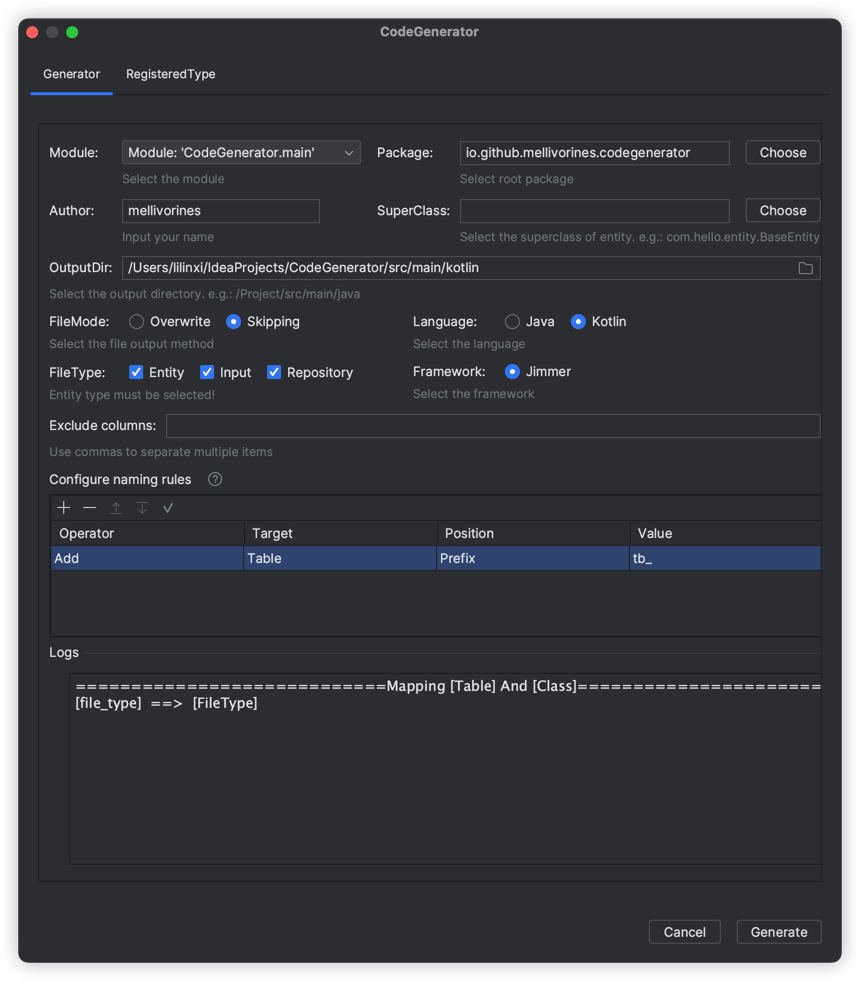 CodeGenerator
Generator RegisteredType
Module: Module: 'CodeGenerator.main' Package: io.github.mellivorines.codegenerator Choose
Select the module Select root package
Author: mellivorines SuperClass: Choose
Input your name Select the superclass of entity. e.g.: com.hello.entity.BaseEntity
OutputDir: /Users/lilinxi/IdeaProjects/CodeGenerator/src/main/kotlin
Select the output directory. e.g.: /Project/src/main/java
FileMode: Overwrite Skipping Language: Java Kotlin
Select the file output method Select the language
FileType: Entity Input Repository Framework: Jimmer
Entity type must be selected! Select the framework
Exclude columns:
Use commas to separate multiple items
Configure naming rules ?
Operator Target Position Value
Add Table Prefix tb_
Logs
============================Mapping [Table] And [Class]======================
[file_type] ==> [FileType]
Cancel Generate